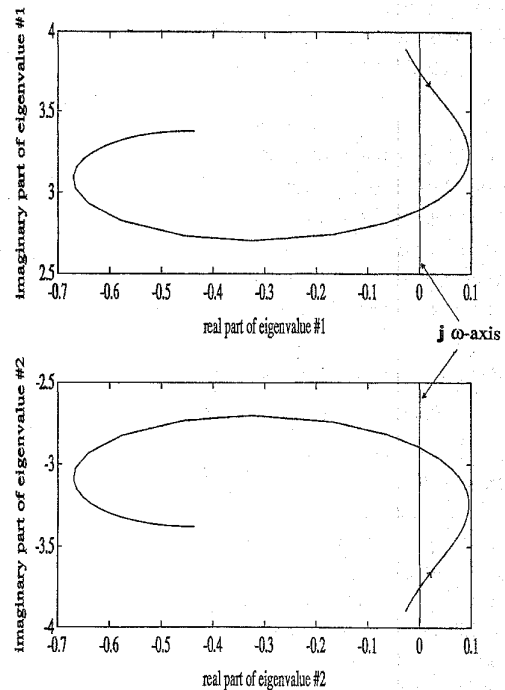 imaginary part of eigenvalue #1
4
3.5
3
2.5
-0.7 -0.6 -0.5 -0.4 -0.3 -0.2 -0.1 0 0.1
real part of eigenvalue #1
j ω-axis
imaginary part of eigenvalue #2
-2.5
-3
-3.5
-4
-0.7 -0.6 -0.5 -0.4 -0.3 -0.2 -0.1 0 0.1
real part of eigenvalue #2